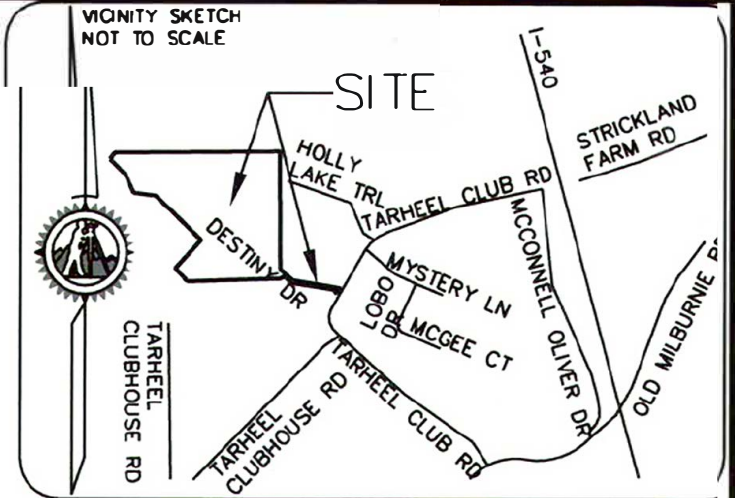 VICINITY SKETCH
NOT TO SCALE
SITE
I-540
STRICKLAND
FARM RD
HOLLY
LAKE TRL
TARHEEL CLUB RD
MCCONNELL OLIVER DR
DESTINY DR
MYSTERY LN
LOBO
DR
MCGEE CT
OLD MILBURNIE
TARHEEL
CLUBHOUSE RD
TARHEEL
CLUBHOUSE RD
TARHEEL CLUB RD